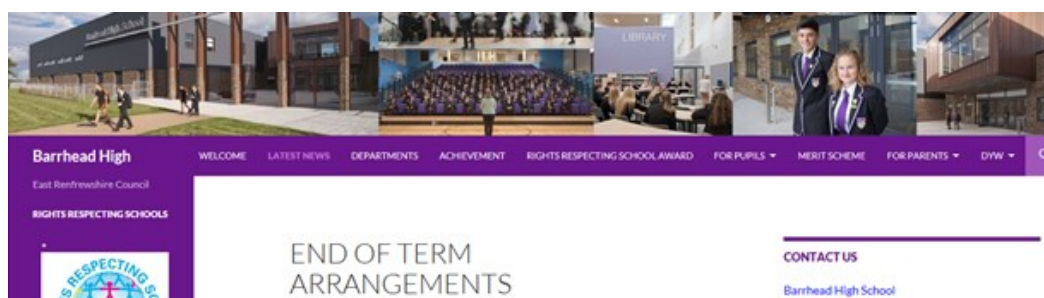 Barrhead High School
LIBRARY
Barrhead High
WELCOME LATEST NEWS DEPARTMENTS ACHIEVEMENT RIGHTS RESPECTING SCHOOL AWARD FOR PUPILS MERIT SCHEME FOR PARENTS DYW
East Renfrewshire Council
RIGHTS RESPECTING SCHOOLS
END OF TERM
ARRANGEMENTS
CONTACT US
Barrhead High School